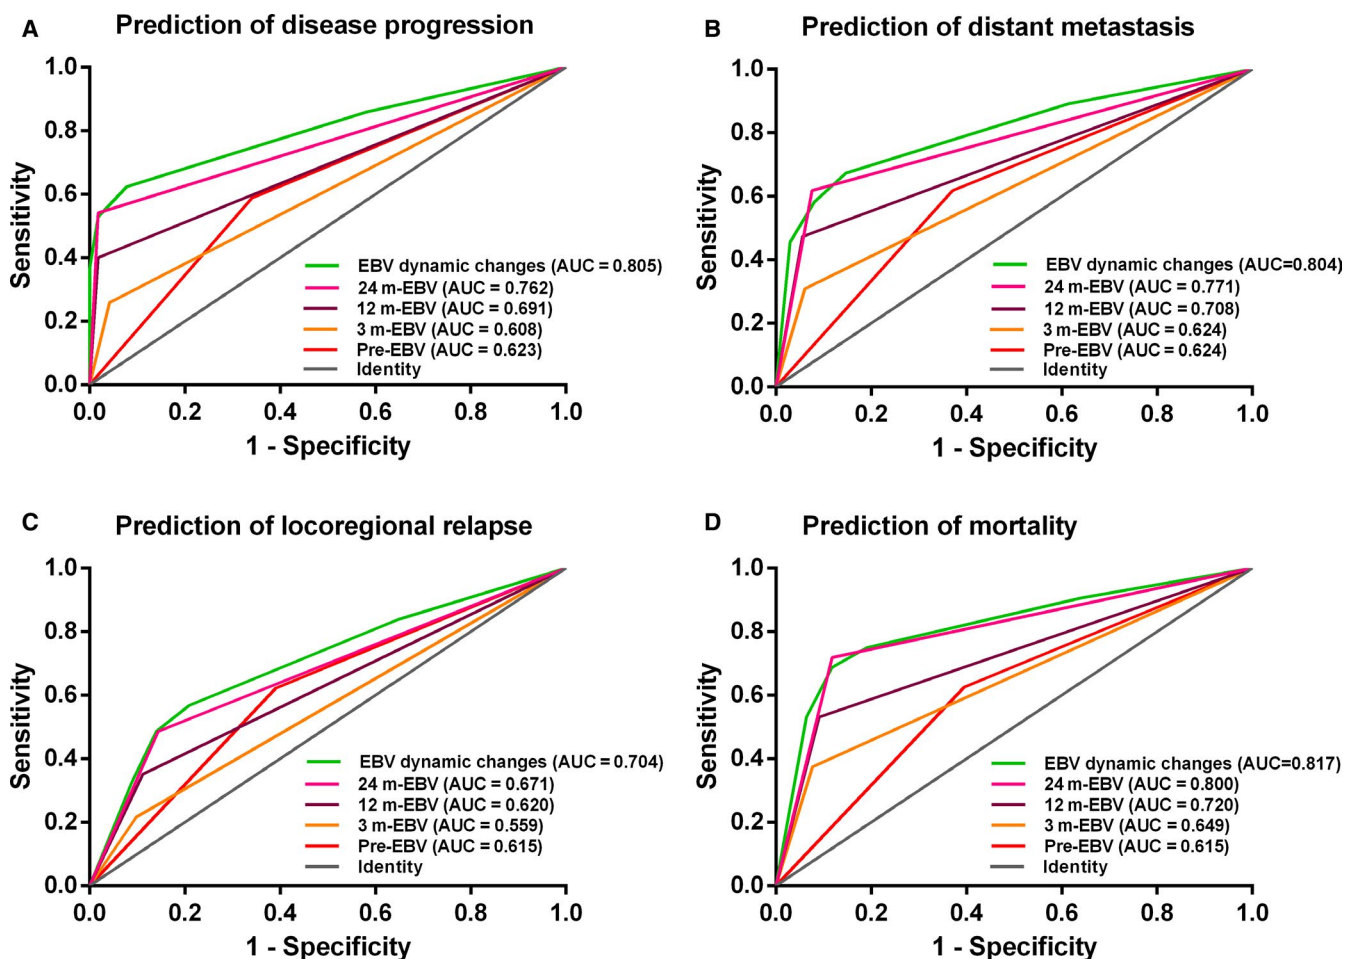 A Prediction of disease progression
1.0
0.8
0.6
0.4
0.2
0.0
Sensitivity
EBV dynamic changes (AUC = 0.805)
24 m-EBV (AUC = 0.762)
12 m-EBV (AUC = 0.691)
3 m-EBV (AUC = 0.608)
Pre-EBV (AUC = 0.623)
Identity
0.0 0.2 0.4 0.6 0.8 1.0
1 - Specificity
B Prediction of distant metastasis
1.0
0.8
0.6
0.4
0.2
0.0
Sensitivity
EBV dynamic changes (AUC=0.804)
24 m-EBV (AUC = 0.771)
12 m-EBV (AUC = 0.708)
3 m-EBV (AUC = 0.624)
Pre-EBV (AUC = 0.624)
Identity
0.0 0.2 0.4 0.6 0.8 1.0
1 - Specificity
C Prediction of locoregional relapse
1.0
0.8
0.6
0.4
0.2
0.0
Sensitivity
EBV dynamic changes (AUC = 0.704)
24 m-EBV (AUC = 0.671)
12 m-EBV (AUC = 0.620)
3 m-EBV (AUC = 0.559)
Pre-EBV (AUC = 0.615)
Identity
0.0 0.2 0.4 0.6 0.8 1.0
1 - Specificity
D Prediction of mortality
1.0
0.8
0.6
0.4
0.2
0.0
Sensitivity
EBV dynamic changes (AUC=0.817)
24 m-EBV (AUC = 0.800)
12 m-EBV (AUC = 0.720)
3 m-EBV (AUC = 0.649)
Pre-EBV (AUC = 0.615)
Identity
0.0 0.2 0.4 0.6 0.8 1.0
1 - Specificity